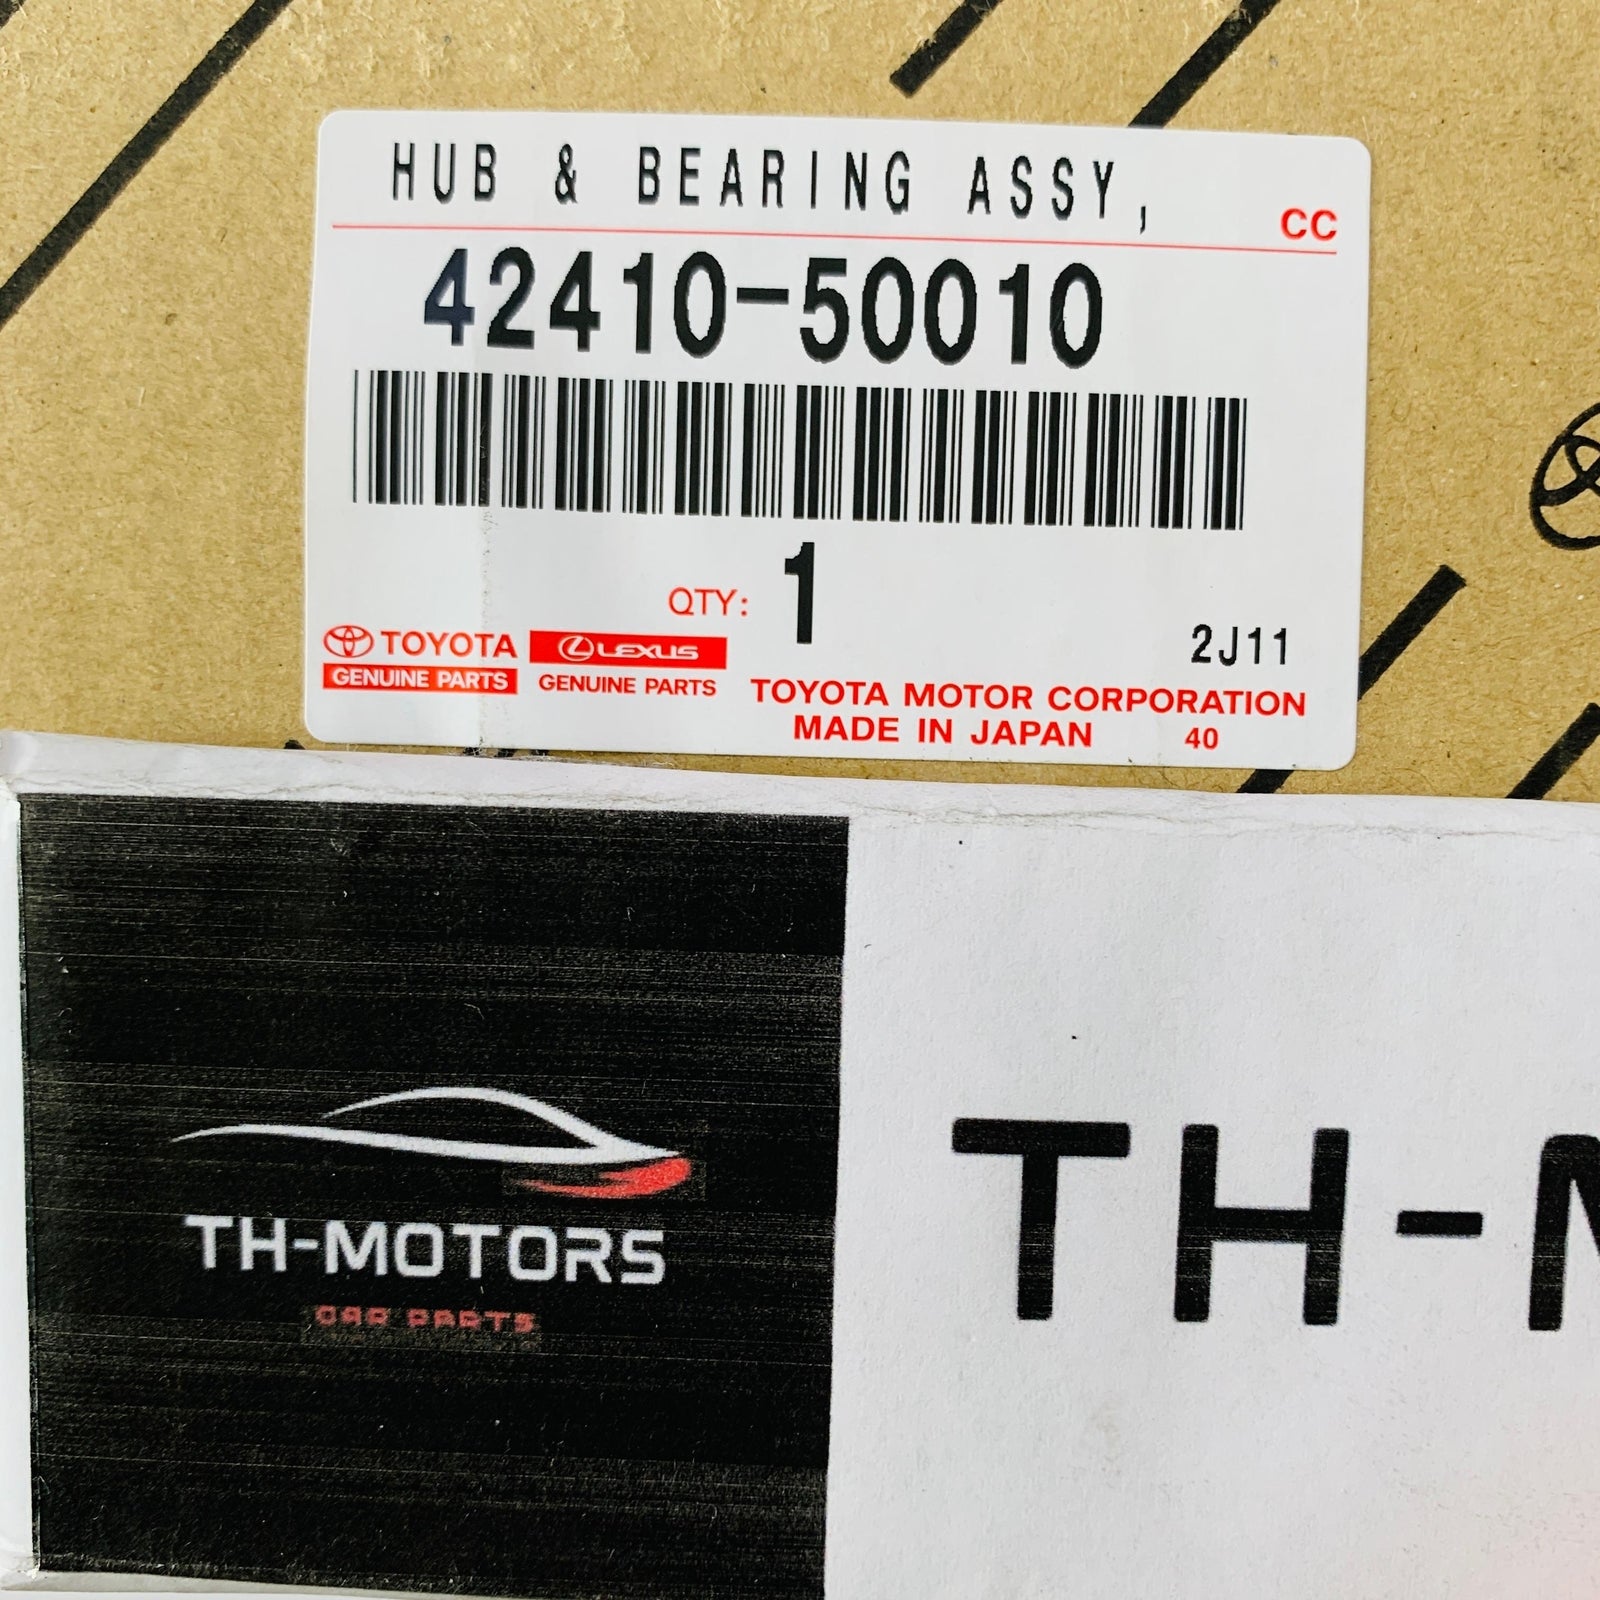 HUB & BEARING ASSY,
CC
42410-50010
QTY: 1
2J11
TOYOTA
GENUINE PARTS
LEXUS
GENUINE PARTS
TOYOTA MOTOR CORPORATION
MADE IN JAPAN 40
TH-MOTORS
CAR PARTS
TH-M